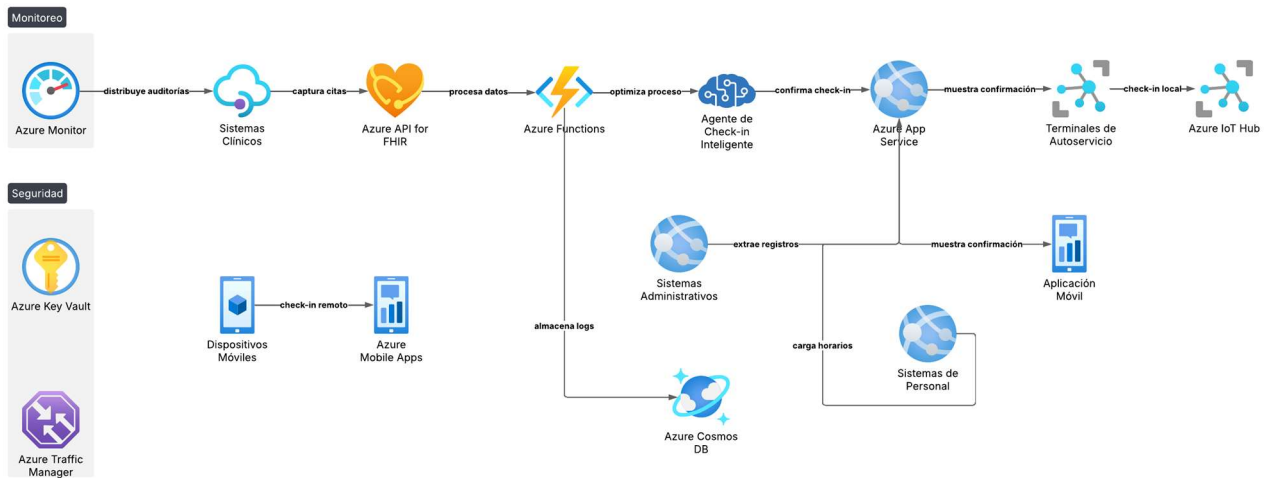 Monitoreo
distribuye auditorías
captura citas
procesa datos
optimiza proceso
confirma check-in
muestra confirmación
check-in local
Azure Monitor
Sistemas
Clínicos
Azure API for
FHIR
Azure Functions
Agente de
Check-in
Inteligente
Azure App
Service
Terminales de
Autoservicio
Azure IoT Hub
Seguridad
extrae registros
muestra confirmación
Sistemas
Administrativos
Aplicación
Móvil
Azure Key Vault
check-in remoto
Dispositivos
Móviles
Azure
Mobile Apps
almacena logs
carga horarios
Sistemas de
Personal
Azure Cosmos
DB
Azure Traffic
Manager